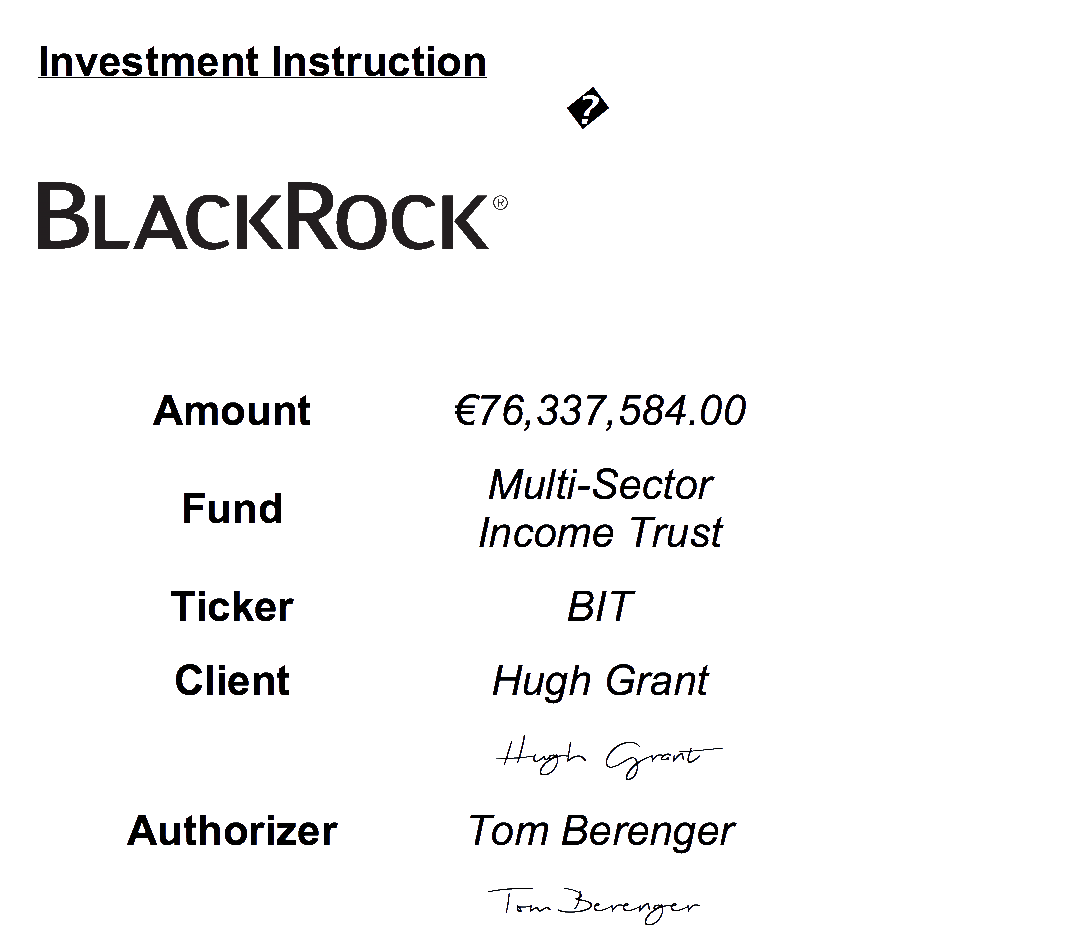 Investment Instruction
�
BLACKROCK®
Amount €76,337,584.00
Fund Multi-Sector
Income Trust
Ticker BIT
Client Hugh Grant
Hugh Grant
Authorizer Tom Berenger
Tom Berenger